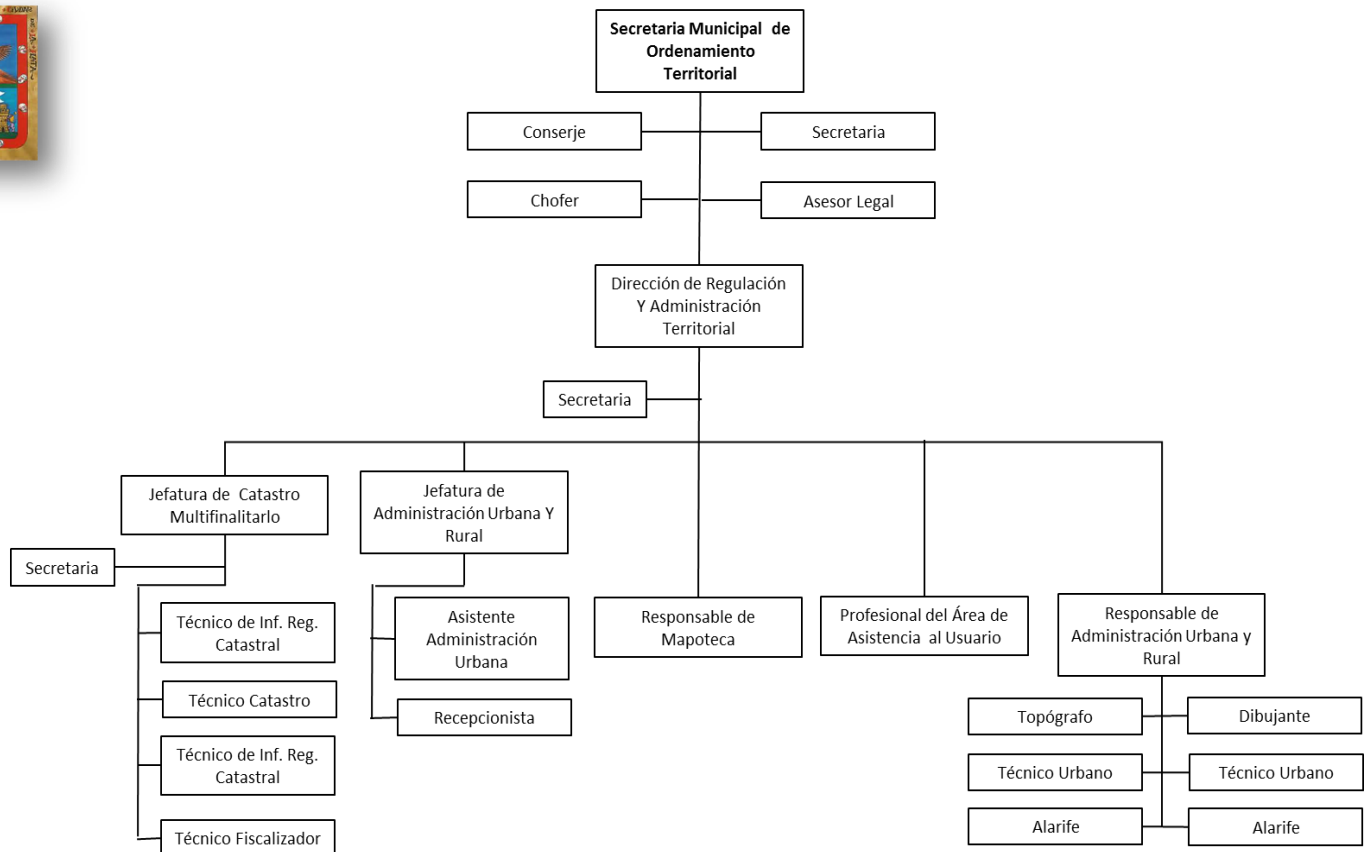 Secretaria Municipal de
Ordenamiento
Territorial
Conserje
Secretaria
Chofer
Asesor Legal
Dirección de Regulación
Y Administración
Territorial
Secretaria
Jefatura de Catastro
Multifinalitarlo
Jefatura de
Administración Urbana Y
Rural
Secretaria
Técnico de Inf. Reg.
Catastral
Técnico Catastro
Técnico de Inf. Reg.
Catastral
Técnico Fiscalizador
Asistente
Administración
Urbana
Recepcionista
Responsable de
Mapoteca
Profesional del Área de
Asistencia al Usuario
Responsable de
Administración Urbana y
Rural
Topógrafo
Dibujante
Técnico Urbano
Técnico Urbano
Alarife
Alarife